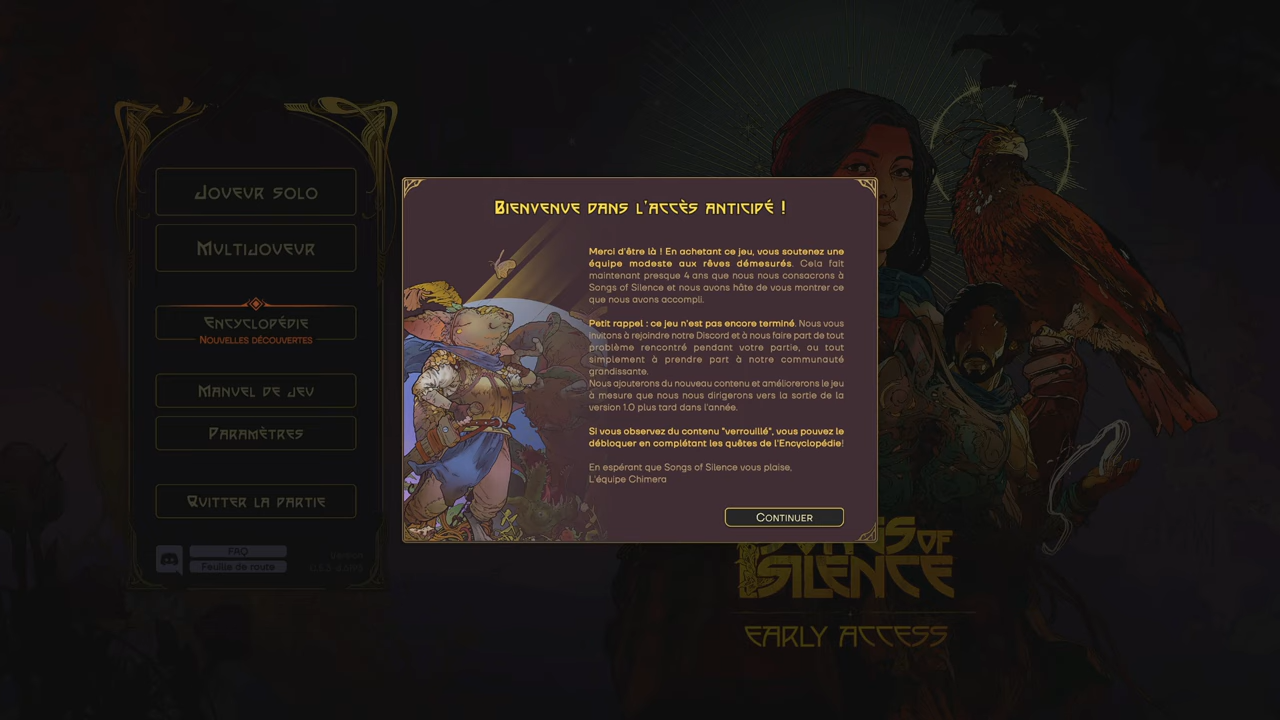 Joueur solo
Multijoueur
Encyclopédie
Nouvelles découvertes
Manuel de jeu
Paramètres
Quitter la partie
FAQ
Feuille de route
Bienvenue dans l'accès anticipé !
Merci d'être là ! En achetant ce jeu, vous soutenez une
équipe modeste aux rêves démesurés. Cela fait
maintenant presque 4 ans que nous nous consacrons à
Songs of Silence et nous avons hâte de vous montrer ce
que nous avons accompli.
Petit rappel : ce jeu n'est pas encore terminé. Nous vous
invitons à rejoindre notre Discord et à nous faire part de tout
problème rencontré pendant votre partie, ou tout
simplement à prendre part à notre communauté
grandissante.
Nous ajouterons du nouveau contenu et améliorerons le jeu
à mesure que nous nous dirigerons vers la sortie de la
version 1.0 plus tard dans l'année.
Si vous observez du contenu "verrouillé", vous pouvez le
débloquer en complétant les quêtes de l'Encyclopédie!
En espérant que Songs of Silence vous plaise,
L'équipe Chimera
Continuer
Songs of
Silence
Early Access